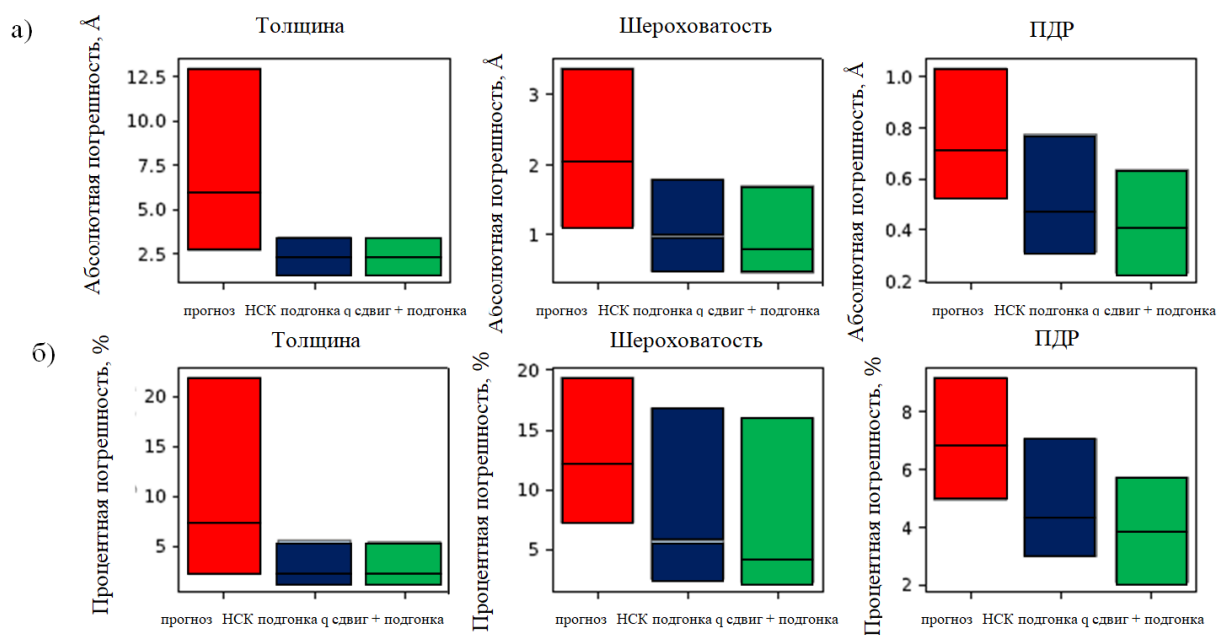 а)
Толщина
Шероховатость
ПДР
Абсолютная погрешность, Å
12.5
10.0
7.5
5.0
2.5
Абсолютная погрешность, Å
3
2
1
Абсолютная погрешность, Å
1.0
0.8
0.6
0.4
0.2
прогноз НСК подгонка q сдвиг + подгонка
прогноз НСК подгонка q сдвиг + подгонка
прогноз НСК подгонка q сдвиг + подгонка
б)
Толщина
Шероховатость
ПДР
Процентная погрешность, %
20
15
10
5
Процентная погрешность, %
20
15
10
5
Процентная погрешность, %
8
6
4
2
прогноз НСК подгонка q сдвиг + подгонка
прогноз НСК подгонка q сдвиг + подгонка
прогноз НСК подгонка q сдвиг + подгонка